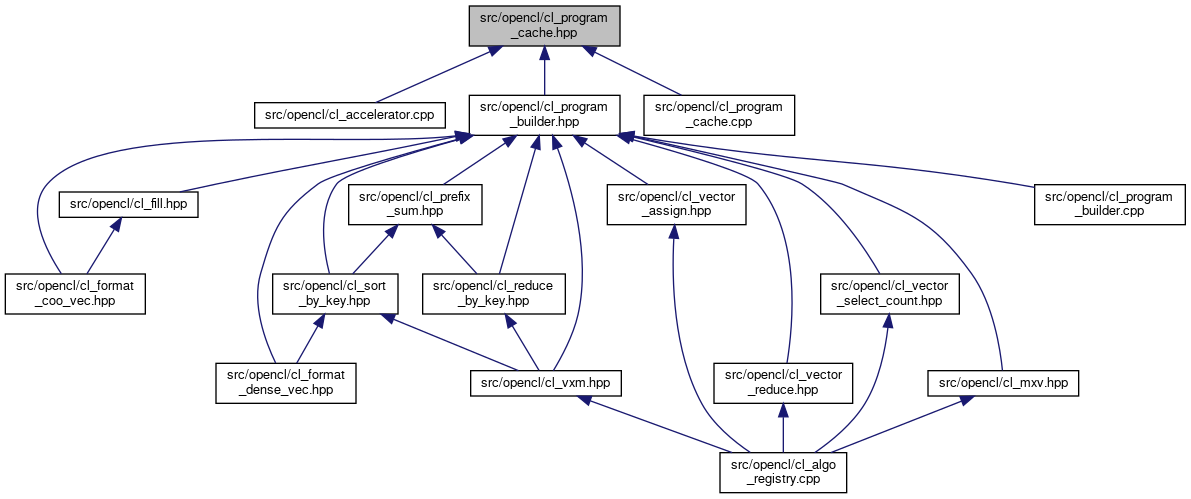 src/opencl/cl_program
_cache.hpp
src/opencl/cl_accelerator.cpp
src/opencl/cl_program
_builder.hpp
src/opencl/cl_program
_cache.cpp
src/opencl/cl_fill.hpp
src/opencl/cl_prefix
_sum.hpp
src/opencl/cl_vector
_assign.hpp
src/opencl/cl_program
_builder.cpp
src/opencl/cl_format
_coo_vec.hpp
src/opencl/cl_sort
_by_key.hpp
src/opencl/cl_reduce
_by_key.hpp
src/opencl/cl_vector
_select_count.hpp
src/opencl/cl_format
_dense_vec.hpp
src/opencl/cl_vxm.hpp
src/opencl/cl_vector
_reduce.hpp
src/opencl/cl_mxv.hpp
src/opencl/cl_algo
_registry.cpp